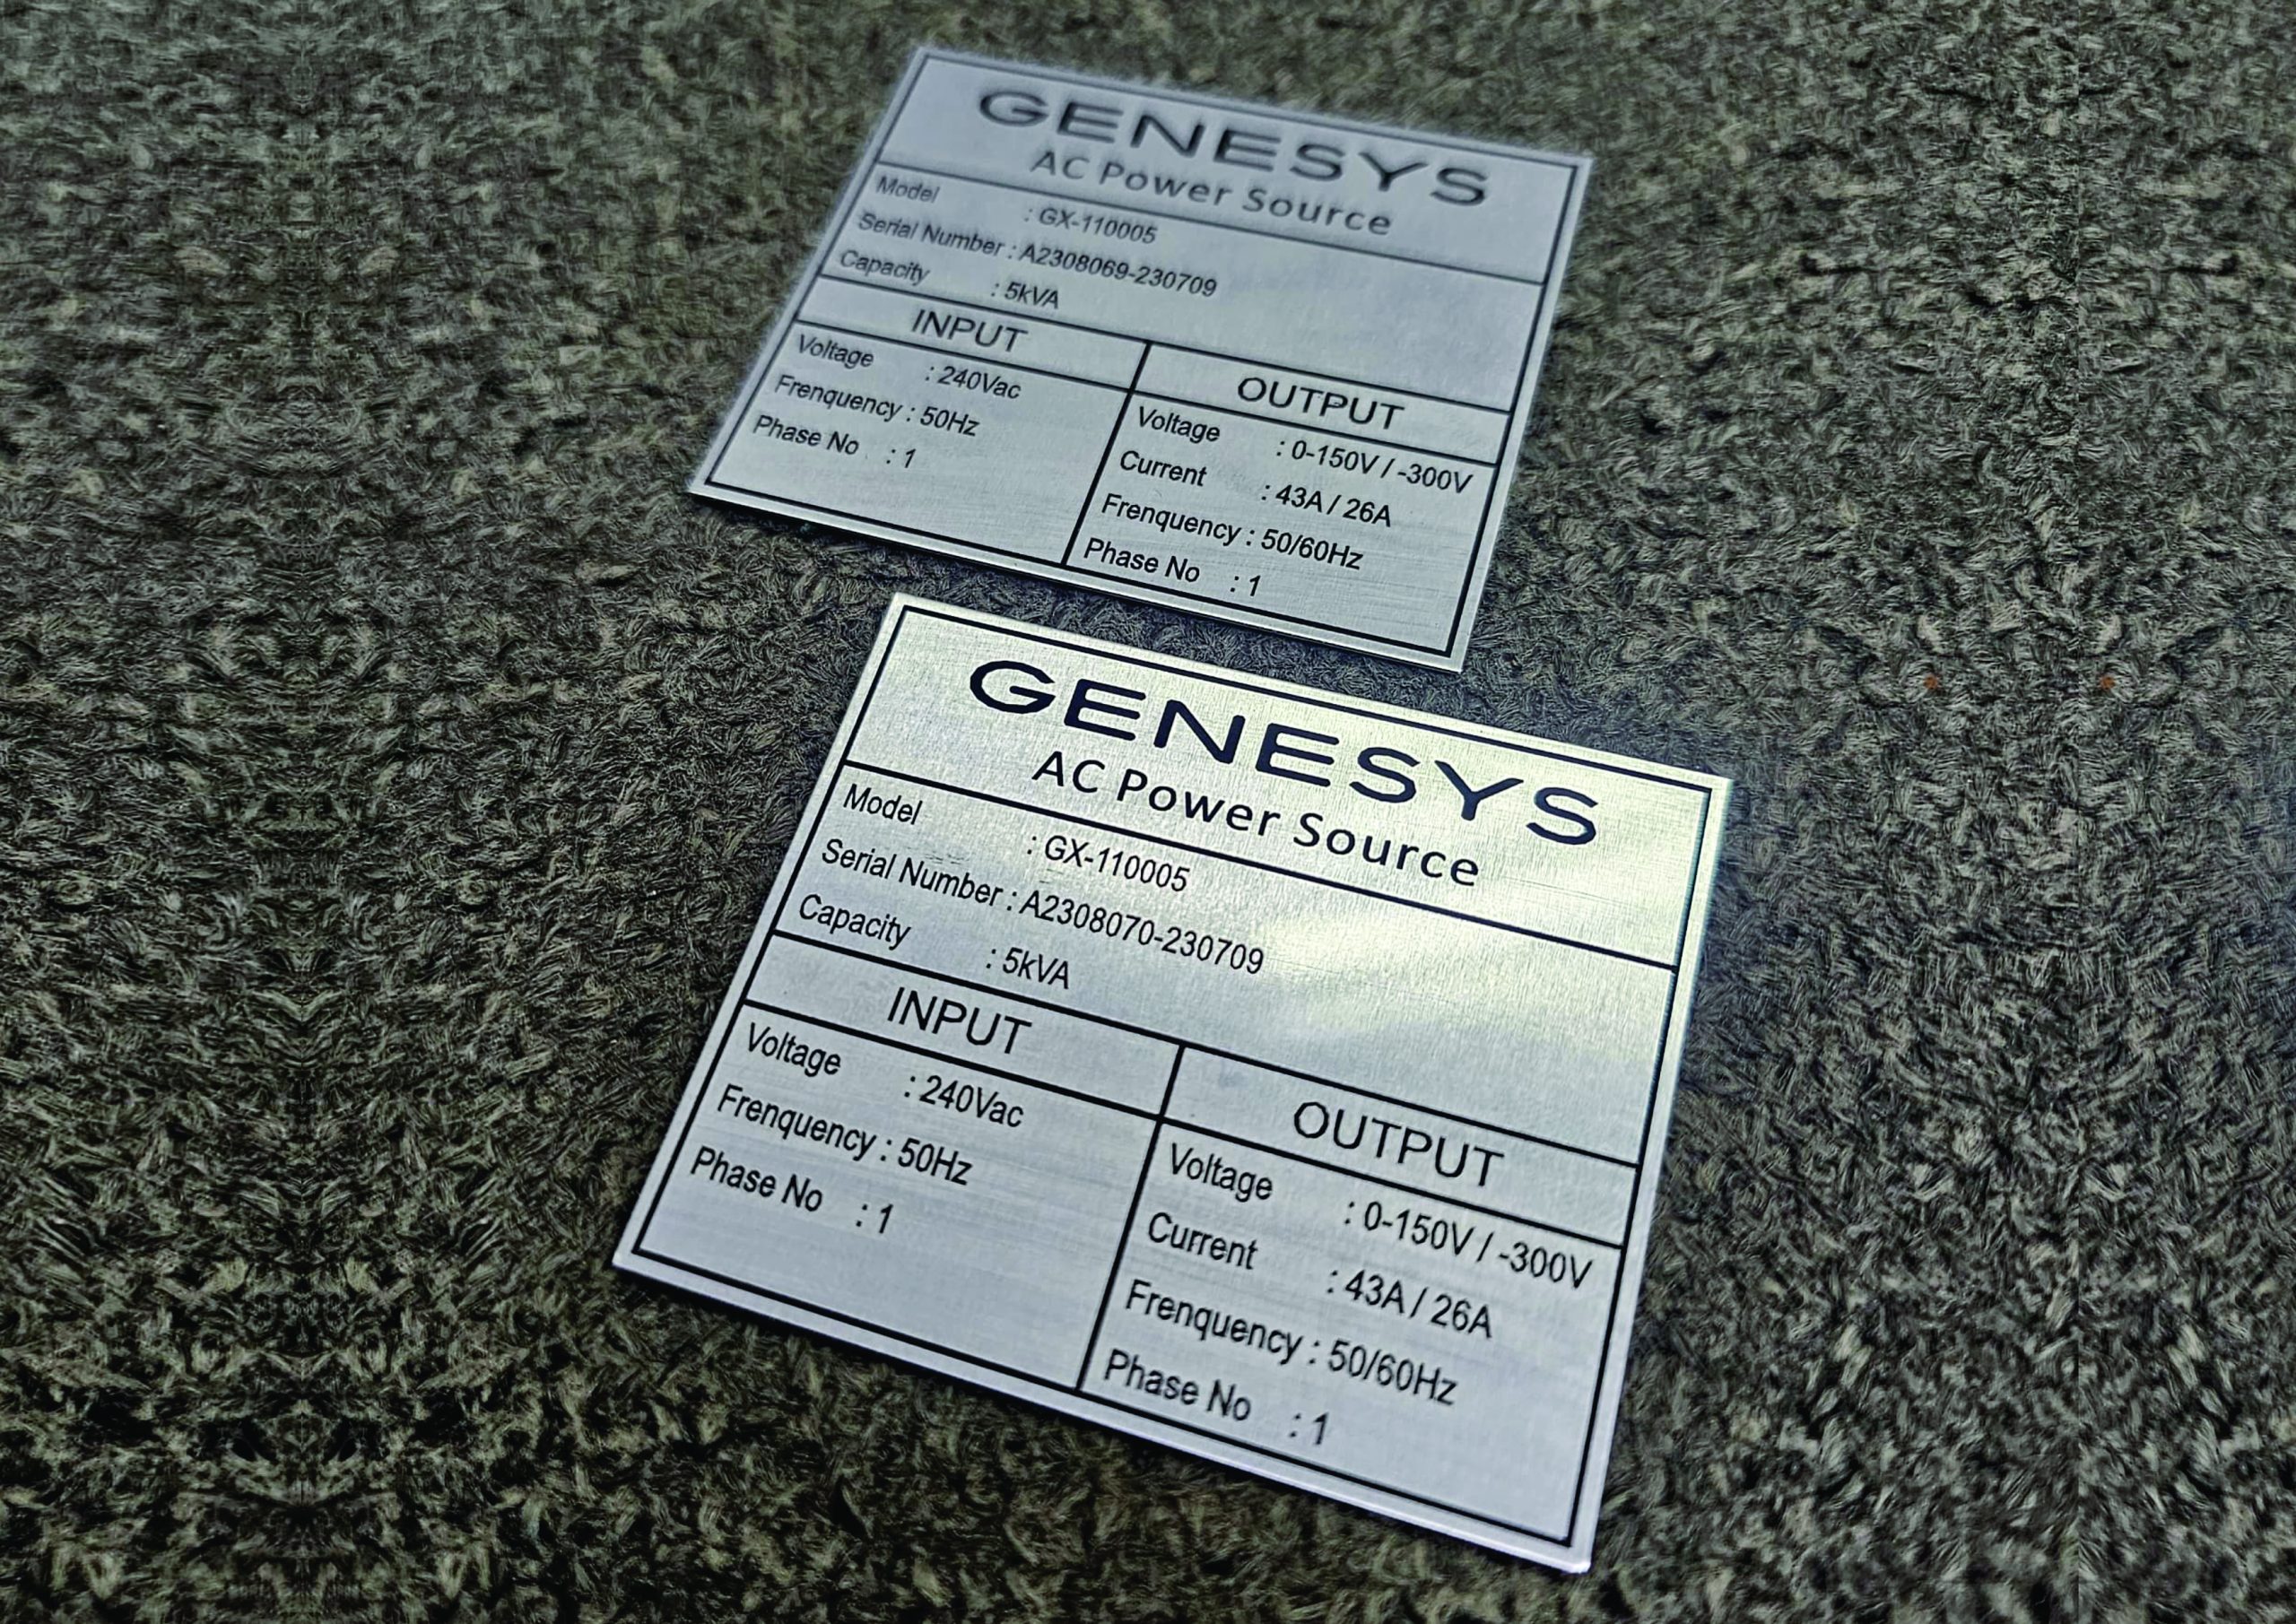 GENESYS
AC Power Source
Model : GX-110005
Serial Number : A2308069-230709
Capacity : 5kVA
INPUT
Voltage : 240Vac
Frenquency : 50Hz
Phase No : 1
OUTPUT
Voltage : 0-150V / -300V
Current : 43A / 26A
Frenquency : 50/60Hz
Phase No : 1
GENESYS
AC Power Source
Model : GX-110005
Serial Number : A2308070-230709
Capacity : 5kVA
INPUT
Voltage : 240Vac
Frenquency : 50Hz
Phase No : 1
OUTPUT
Voltage : 0-150V / -300V
Current : 43A / 26A
Frenquency : 50/60Hz
Phase No : 1